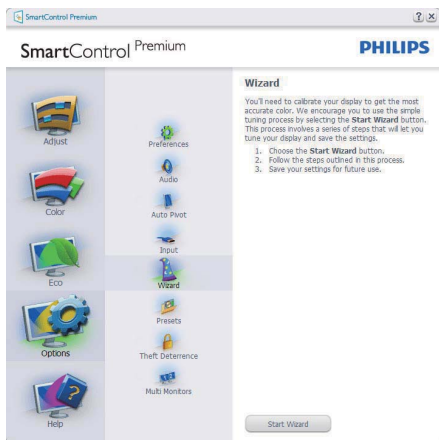 SmartControl Premium
? ×
SmartControl Premium
PHILIPS
Adjust
Color
Eco
Options
Help
Preferences
Audio
Auto Pivot
Input
Wizard
Presets
Theft Deterrence
Multi Monitors
Wizard
You'll need to calibrate your display to get the most
accurate color. We encourage you to use the simple
tuning process by selecting the Start Wizard button.
This process involves a series of steps that will let you
tune your display and save the settings.
1. Choose the Start Wizard button.
2. Follow the steps outlined in this process.
3. Save your settings for future use.
Start Wizard